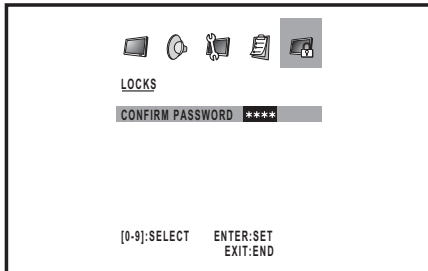 LOCKS
CONFIRM PASSWORD ****
[0-9]:SELECT ENTER:SET
EXIT:END